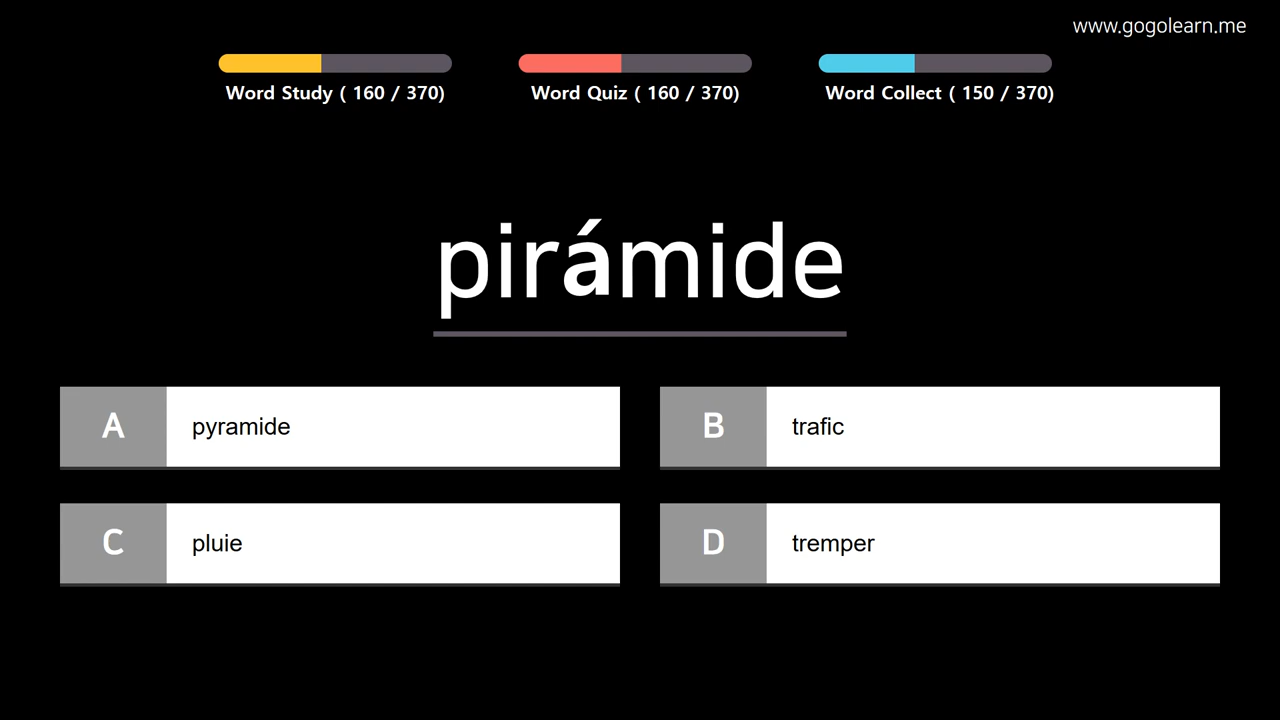 www.gogolearn.me
Word Study ( 160 / 370)
Word Quiz ( 160 / 370)
Word Collect ( 150 / 370)
pirámide
A pyramide
B trafic
C pluie
D tremper